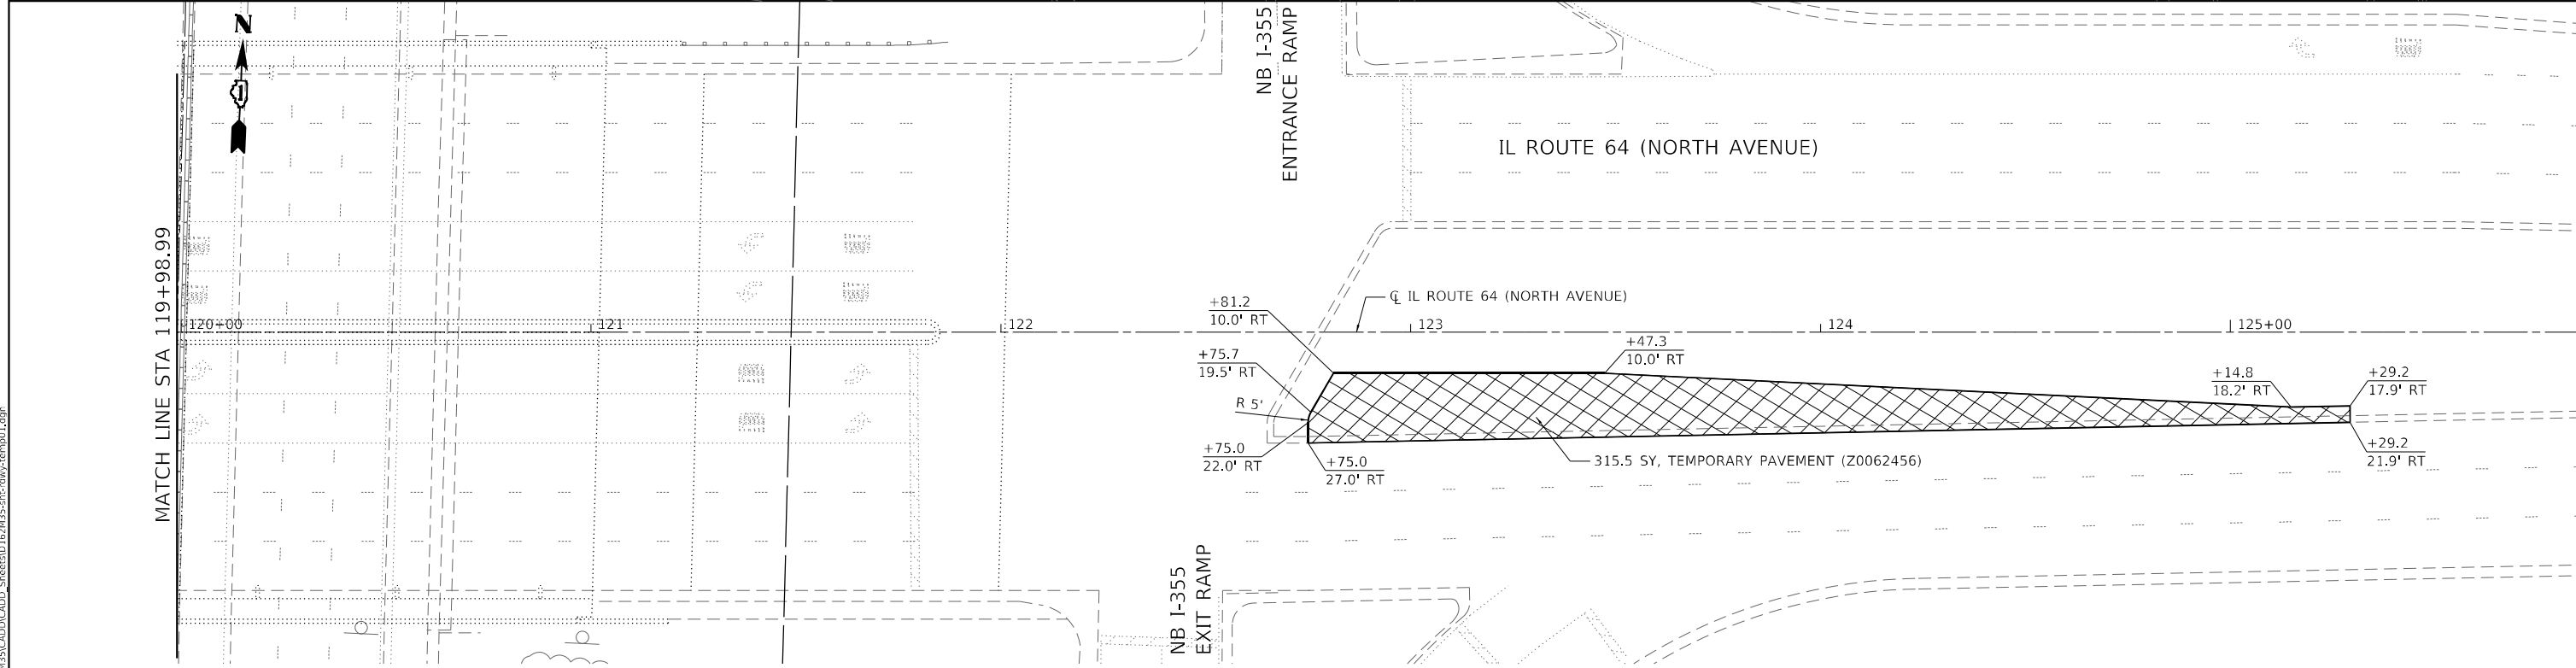 N
NB I-355
ENTRANCE RAMP
IL ROUTE 64 (NORTH AVENUE)
MATCH LINE STA 119+98.99
120+00
121
122
123
124
125+00
℄ IL ROUTE 64 (NORTH AVENUE)
+81.2
10.0' RT
+75.7
19.5' RT
R 5'
+75.0
22.0' RT
+75.0
27.0' RT
+47.3
10.0' RT
315.5 SY, TEMPORARY PAVEMENT (Z0062456)
+14.8
18.2' RT
+29.2
17.9' RT
+29.2
21.9' RT
NB I-355
EXIT RAMP